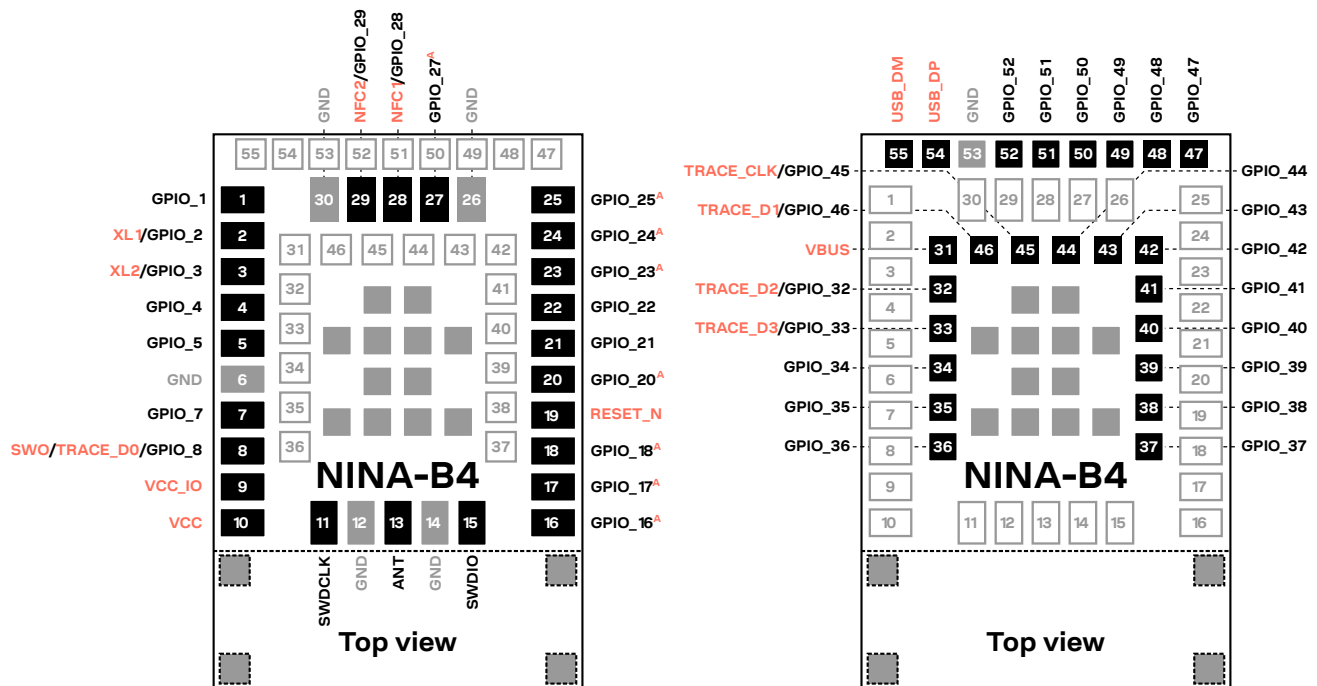 GND
NFC2/GPIO_29
NFC1/GPIO_28
GPIO_27A
GND
55 54 53 52 51 50 49 48 47
30 29 28 27 26
GPIO_1 1
25 GPIO_25A
XL1/GPIO_2 2
24 GPIO_24A
XL2/GPIO_3 3
23 GPIO_23A
GPIO_4 4
22 GPIO_22
GPIO_5 5
21 GPIO_21
GND 6
20 GPIO_20A
GPIO_7 7
19 RESET_N
SWO/TRACE_D0/GPIO_8 8
18 GPIO_18A
VCC_IO 9
17 GPIO_17A
VCC 10
16 GPIO_16A
31 46 45 44 43 42
32 41
33 40
34 39
35 38
36 37
NINA-B4
11 12 13 14 15
SWDCLK
GND
ANT
GND
SWDIO
Top view
USB_DM
USB_DP
GND
GPIO_52
GPIO_51
GPIO_50
GPIO_49
GPIO_48
GPIO_47
55 54 53 52 51 50 49 48 47
TRACE_CLK/GPIO_45
GPIO_44
TRACE_D1/GPIO_46
GPIO_43
VBUS
GPIO_42
TRACE_D2/GPIO_32
GPIO_41
TRACE_D3/GPIO_33
GPIO_40
GPIO_34
GPIO_39
GPIO_35
GPIO_38
GPIO_36
GPIO_37
30 29 28 27 26
1 25
2 24
3 23
4 22
5 21
6 20
7 19
8 18
9 17
10 16
31 46 45 44 43 42
32 41
33 40
34 39
35 38
36 37
NINA-B4
11 12 13 14 15
Top view